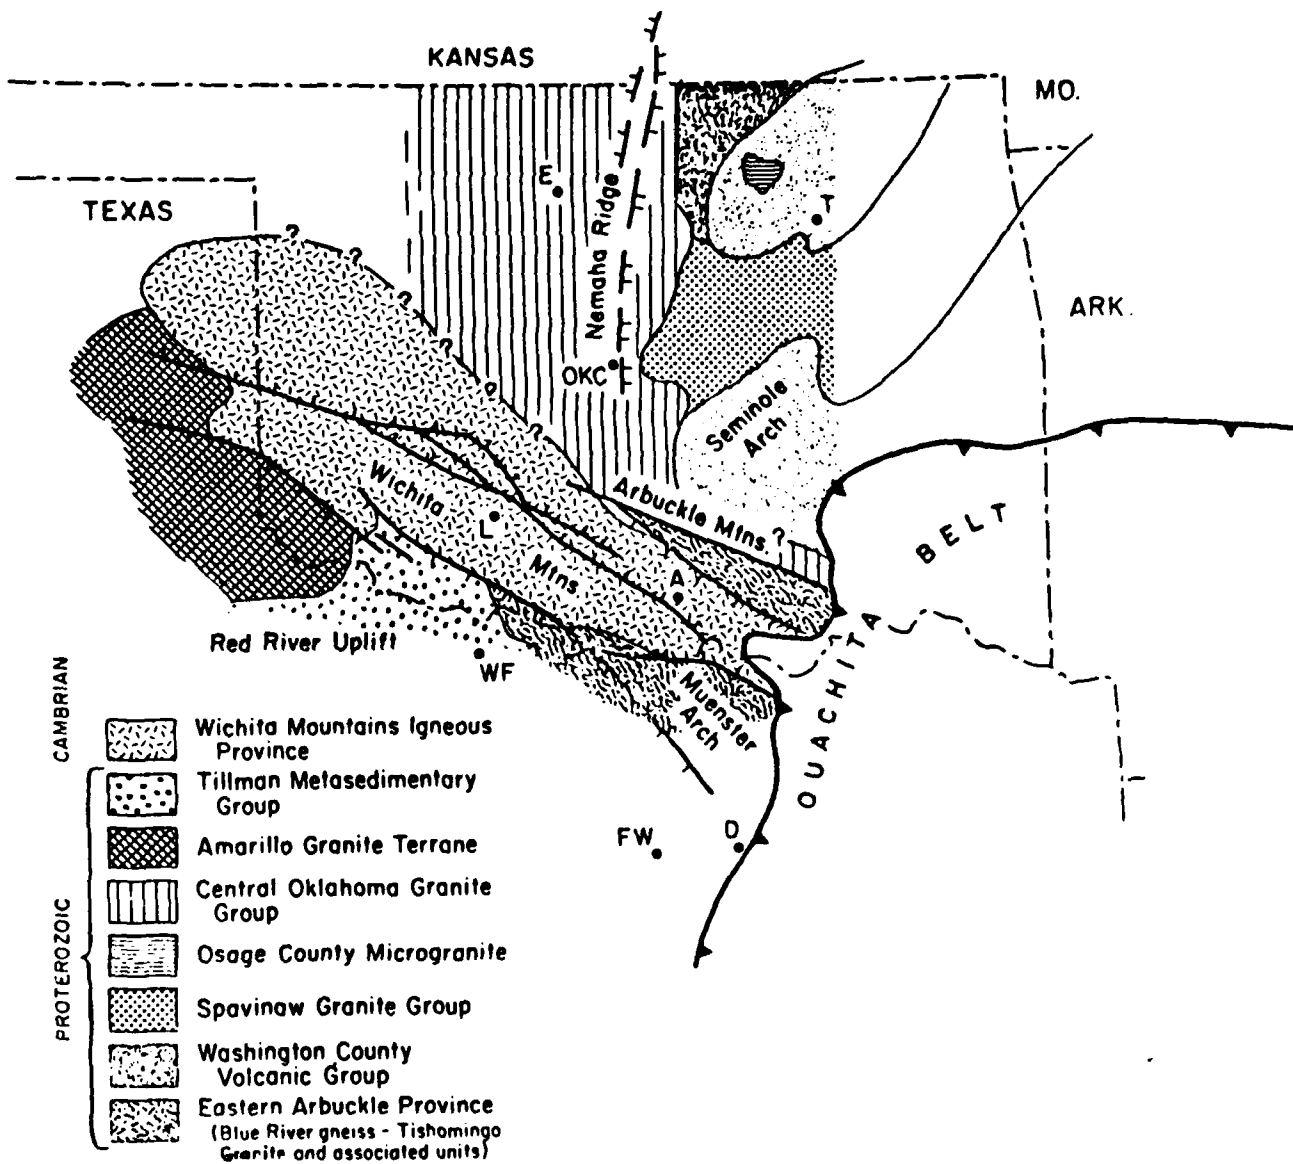 KANSAS
MO.
TEXAS
E
Nemaha Ridge
T
ARK.
?
?
?
?
?
?
OKC
Seminole
Arch
Wichita
Mtns
L
Arbuckle Mtns.
?
A
OUACHITA BELT
Red River Uplift
WF
Muenster
Arch
FW
D
CAMBRIAN
Wichita Mountains Igneous
Province
PROTEROZOIC
Tillman Metasedimentary
Group
Amarillo Granite Terrane
Central Oklahoma Granite
Group
Osage County Microgranite
Spavinaw Granite Group
Washington County
Volcanic Group
Eastern Arbuckle Province
(Blue River gneiss - Tishomingo
Granite and associated units)